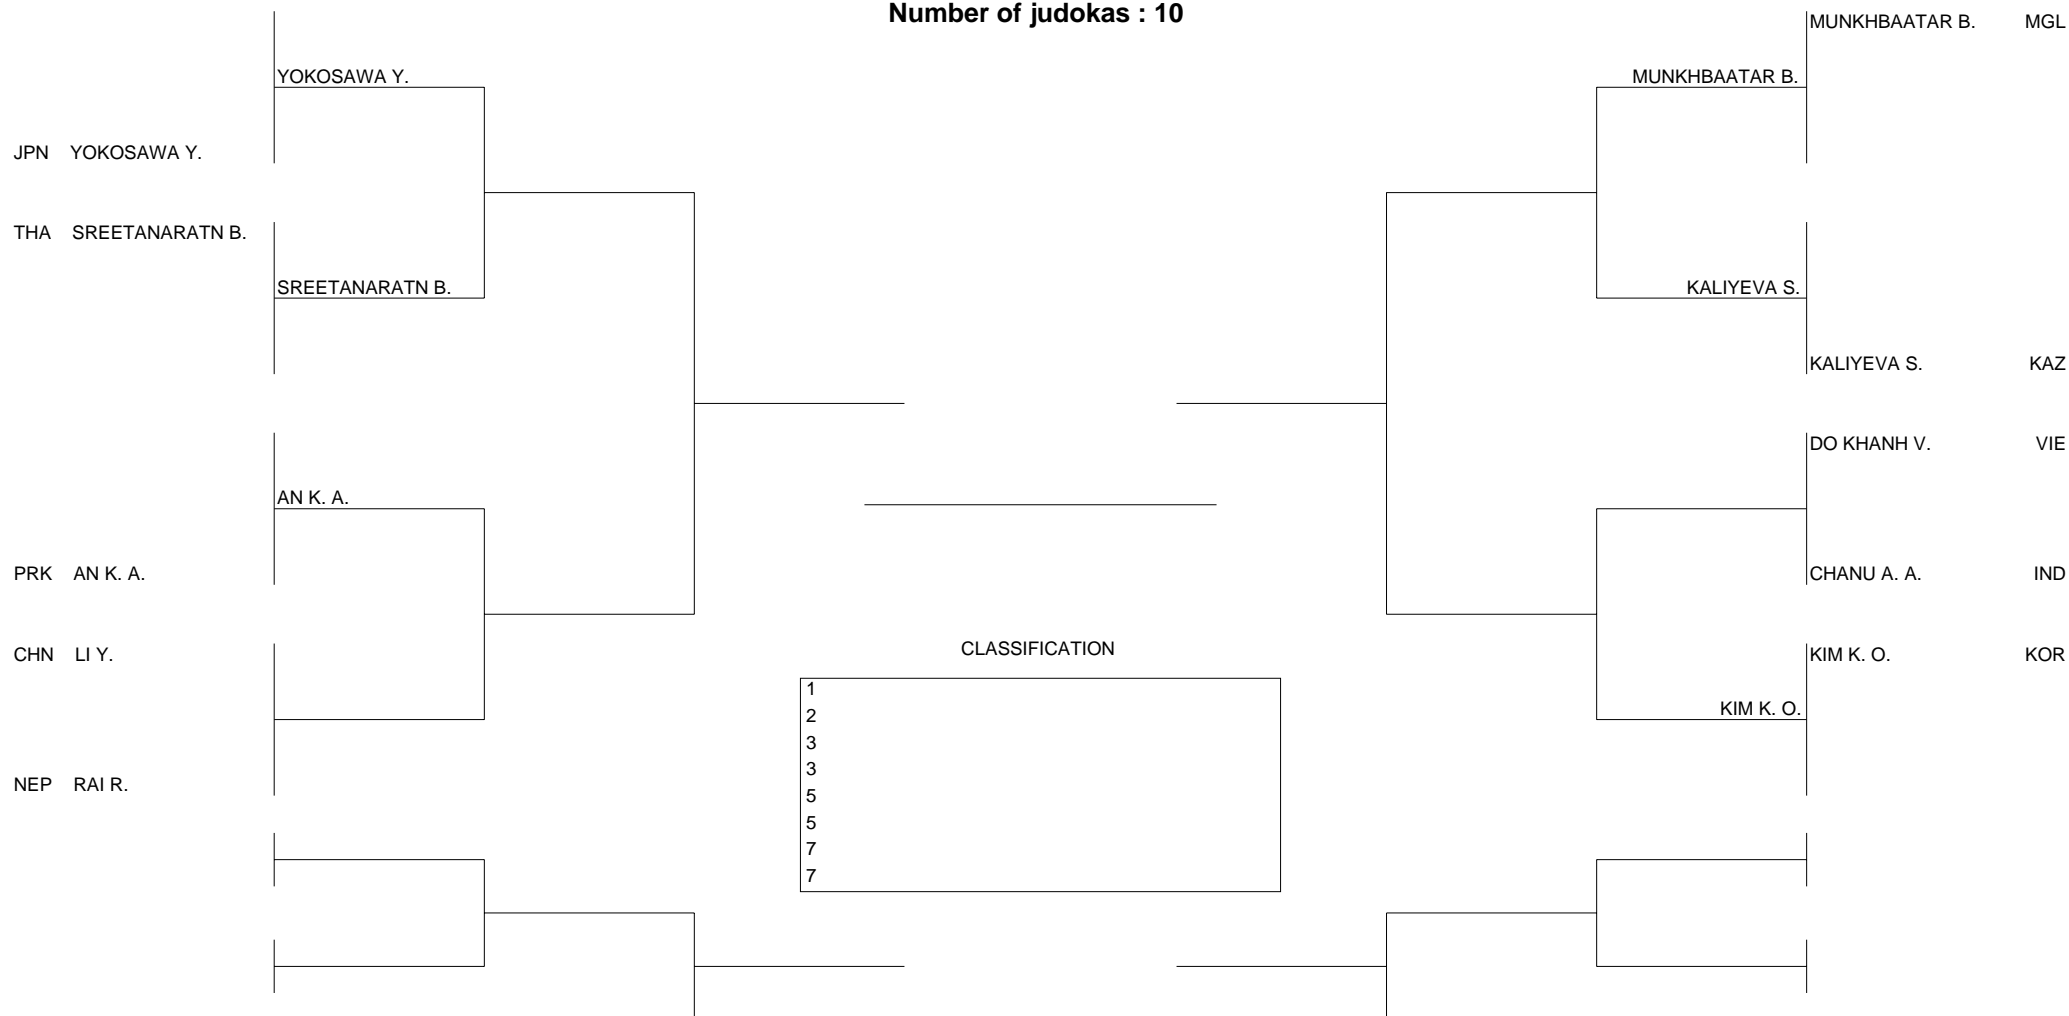 Number of judokas : 10
MUNKHBAATAR B. MGL
YOKOSAWA Y.
MUNKHBAATAR B.
JPN YOKOSAWA Y.
THA SREETANARATN B.
SREETANARATN B.
KALIYEVA S.
KALIYEVA S. KAZ
DO KHANH V. VIE
AN K. A.
PRK AN K. A.
CHANU A. A. IND
CHN LI Y.
CLASSIFICATION
KIM K. O. KOR
1
2
KIM K. O.
3
3
NEP RAI R.
5
5
7
7